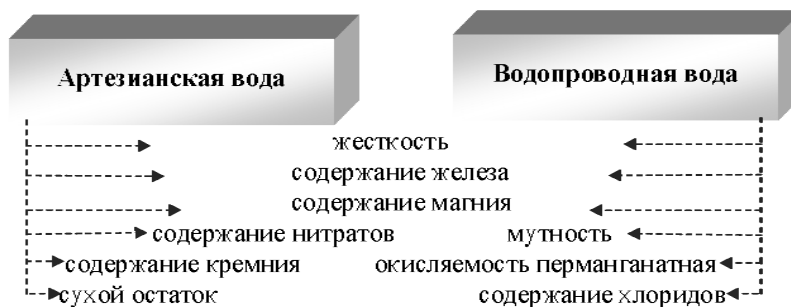 Артезианская вода
Водопроводная вода
жесткость
содержание железа
содержание магния
содержание нитратов мутность
содержание кремния окисляемость перманганатная
сухой остаток содержание хлоридов